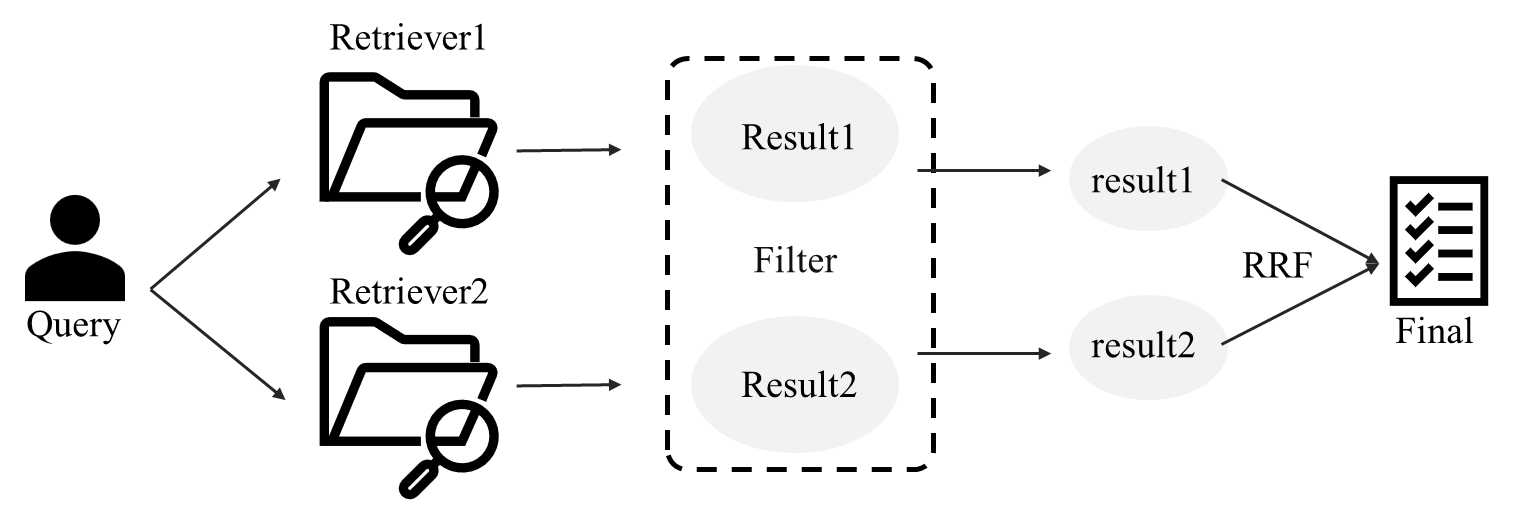 Retriever1
Query
Retriever2
Result1
Filter
Result2
result1
result2
RRF
Final